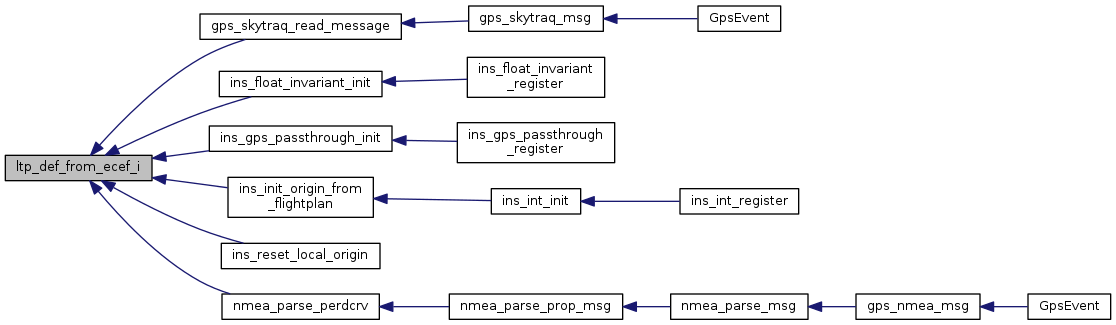 gps_skytraq_read_message
gps_skytraq_msg
GpsEvent
ins_float_invariant_init
ins_float_invariant
_register
ins_gps_passthrough_init
ins_gps_passthrough
_register
ltp_def_from_ecef_i
ins_init_origin_from
_flightplan
ins_int_init
ins_int_register
ins_reset_local_origin
nmea_parse_perdcrv
nmea_parse_prop_msg
nmea_parse_msg
gps_nmea_msg
GpsEvent